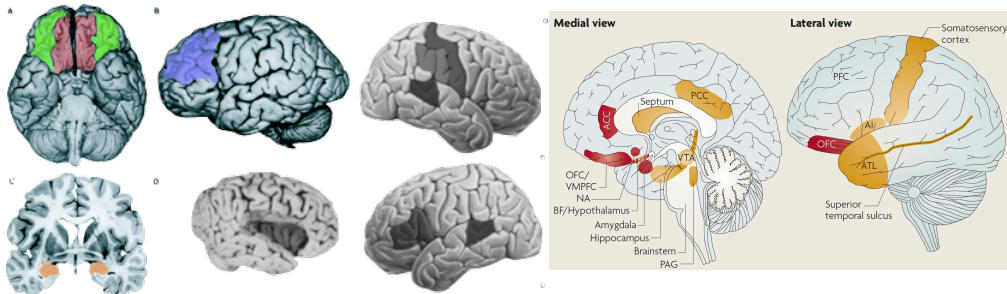 A
B
C
D
Medial view
Lateral view
Somatosensory
cortex
PFC
PCC
Septum
ACC
AI/
OFC
VTA
ATL
OFC/
VMPFC
NA
BF/Hypothalamus
Amygdala
Superior
temporal sulcus
Hippocampus
Brainstem
PAG